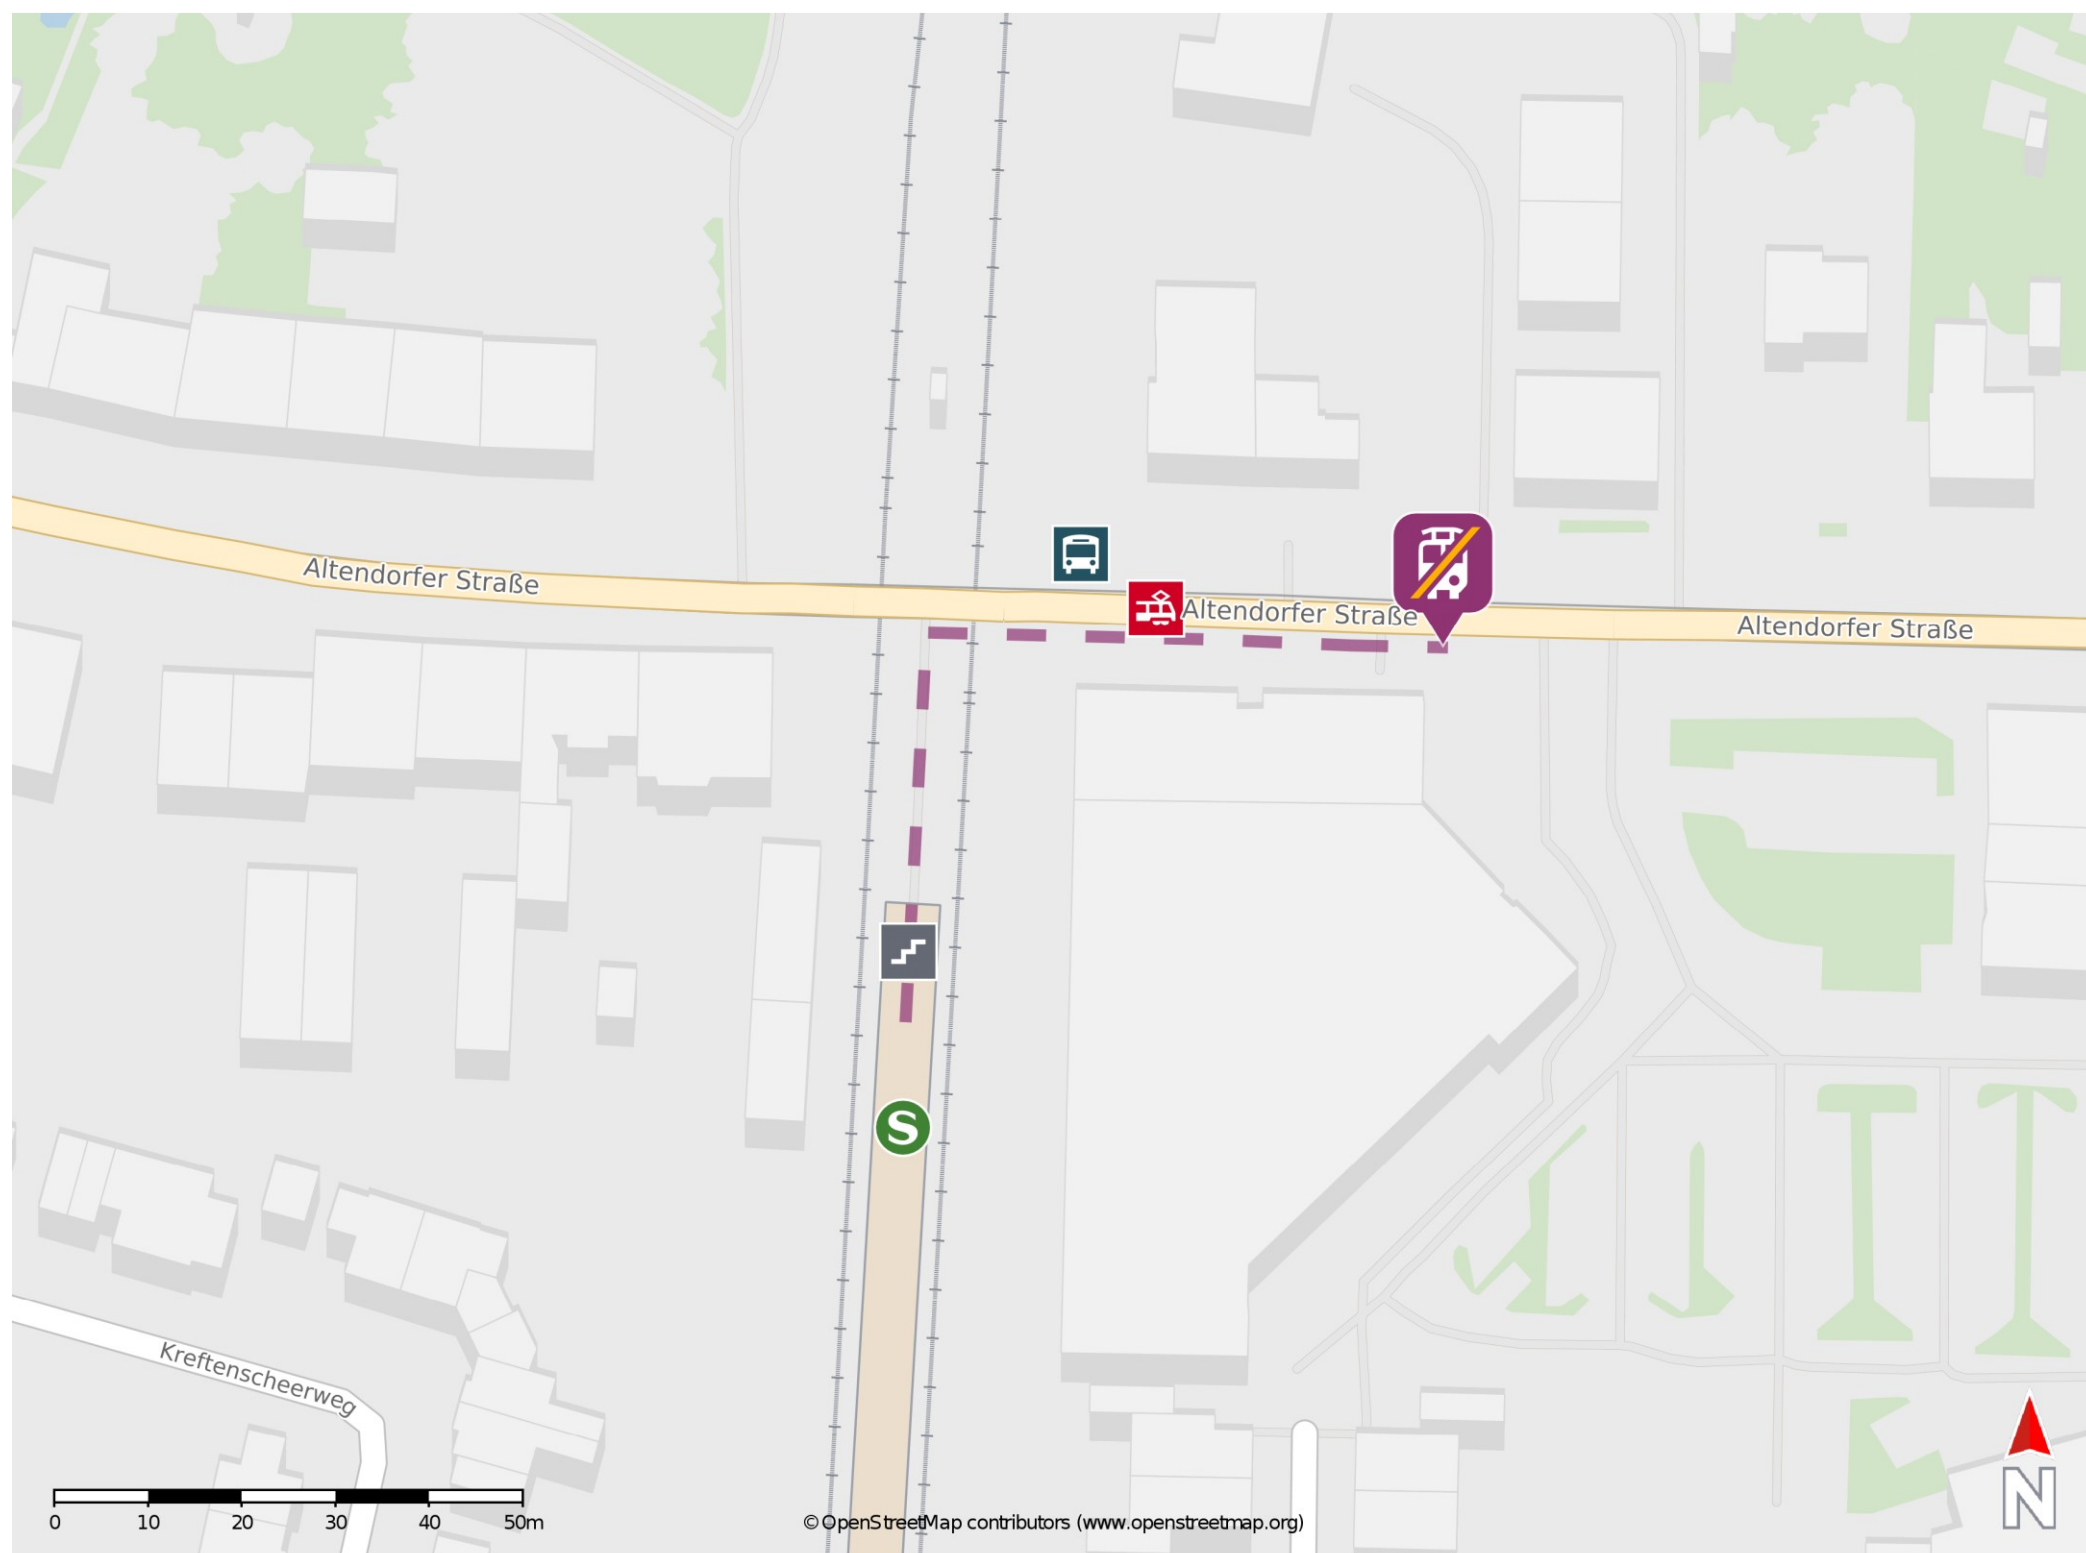 Altendorfer Straße
Altendorfer Straße
Altendorfer Straße
S
Kreftenscheerweg
0 10 20 30 40 50m
© OpenStreetMap contributors (www.openstreetmap.org)
N